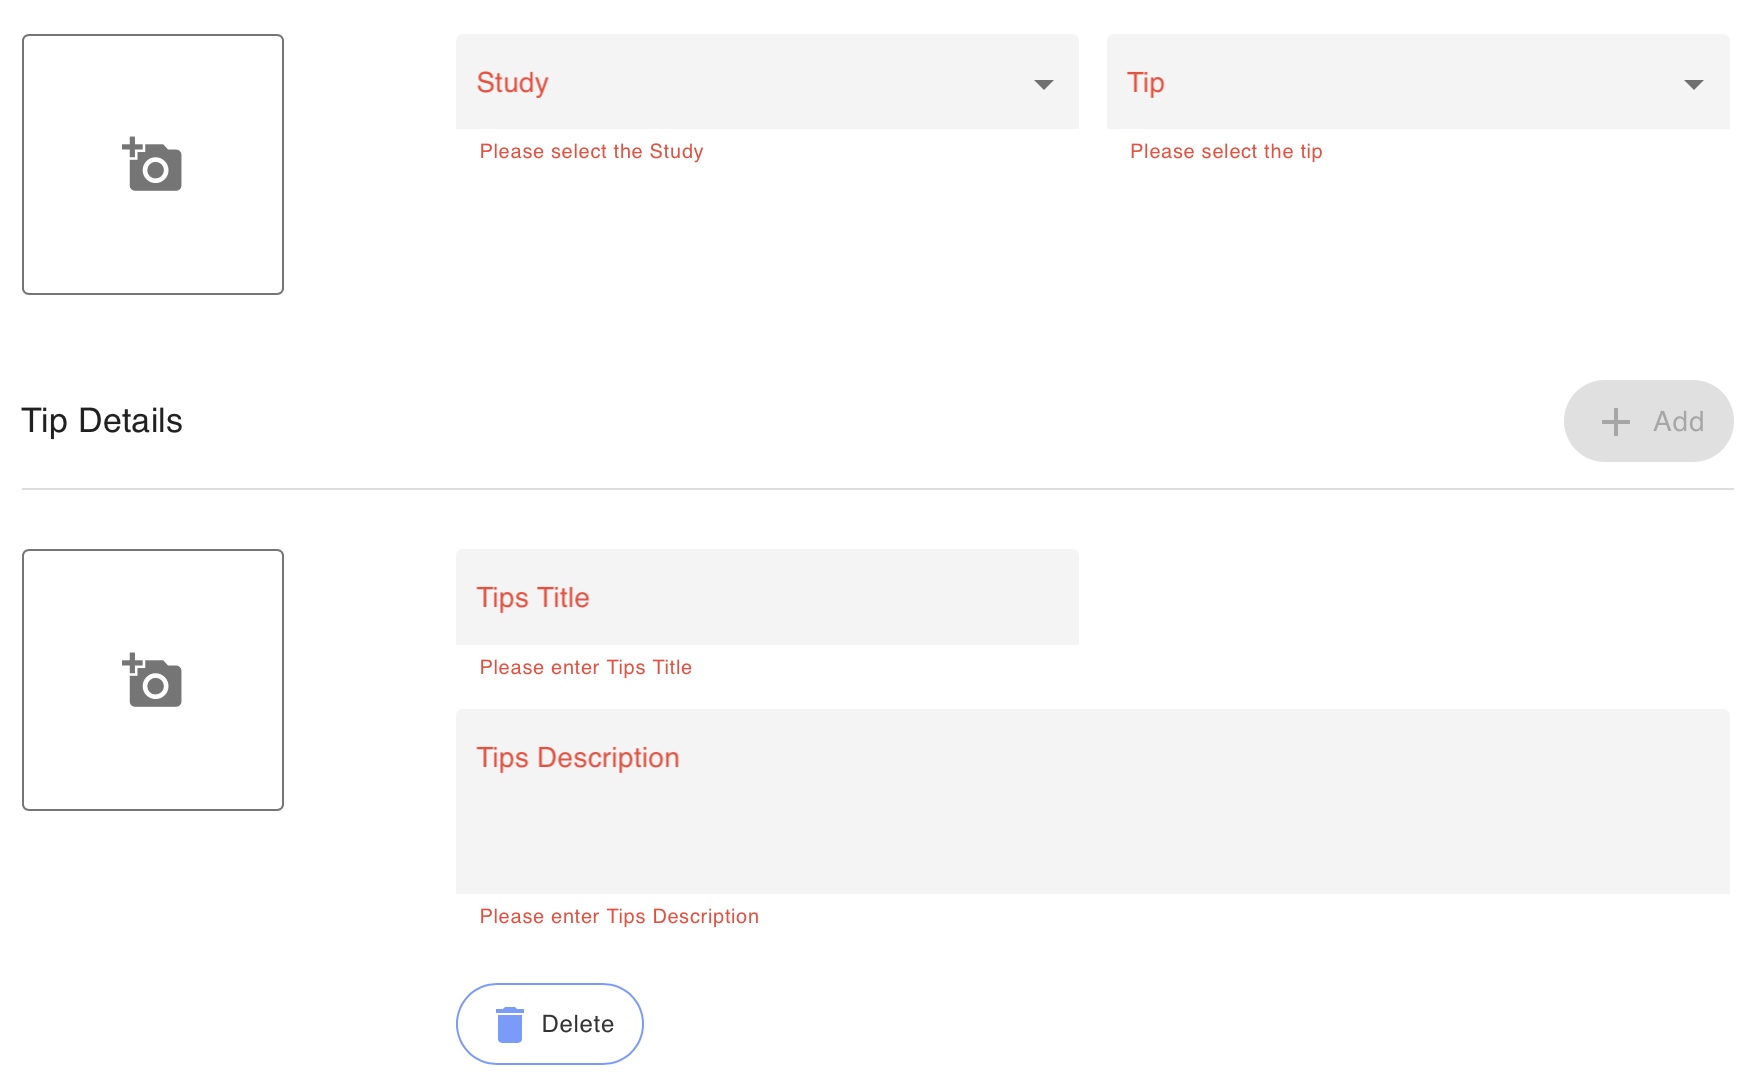 Study
Tip
Please select the Study
Please select the tip
Tip Details
Add
Tips Title
Please enter Tips Title
Tips Description
Please enter Tips Description
Delete